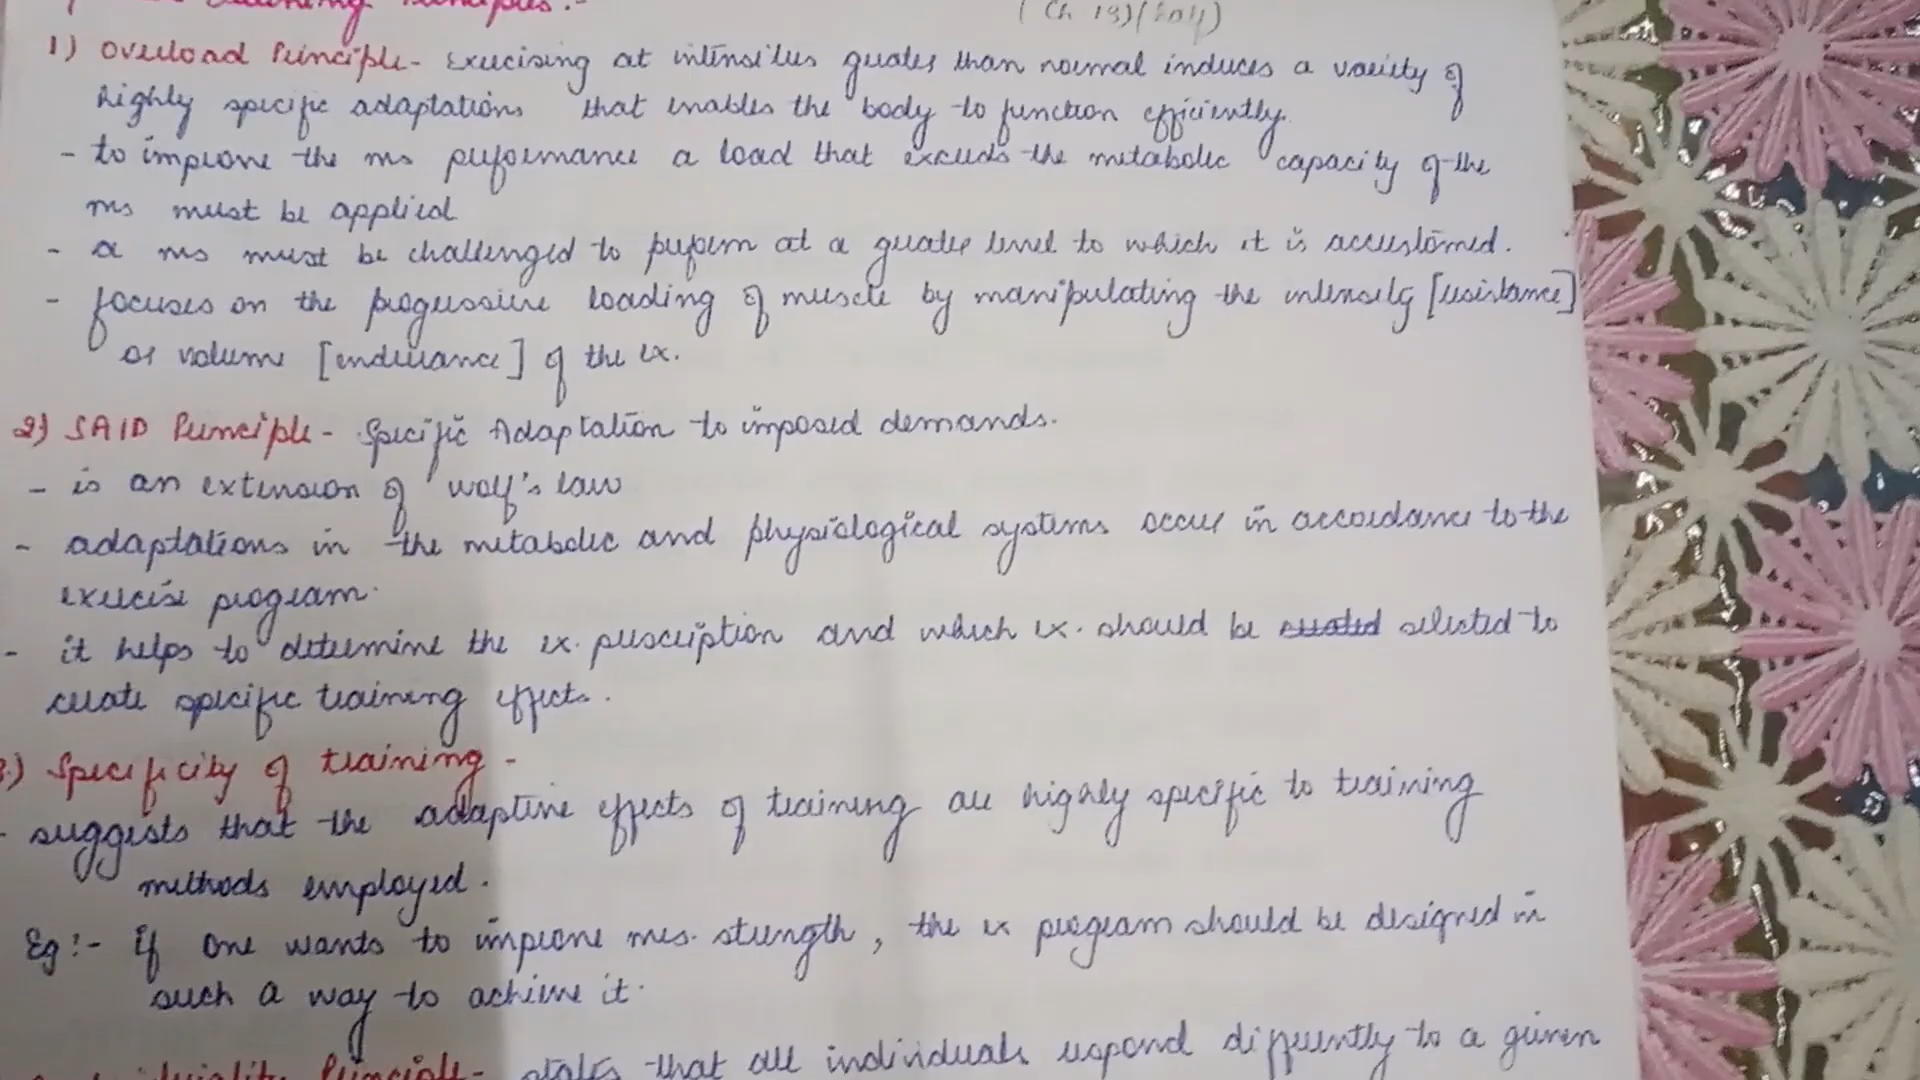 Training Principles :-
(Ch 13)
1) Overload Principle - Exercising at intensities greater than normal induces a variety of
highly specific adaptations that enables the body to function efficiently.
- to improve the ms performance a load that exceeds the metabolic capacity of the
ms must be applied
- a ms must be challenged to perform at a greater level to which it is accustomed.
- focuses on the progressive loading of muscle by manipulating the intensity [resistance]
or volume [endurance] of the ex.
2) SAID Principle - Specific Adaptation to imposed demands.
- is an extension of wolf's law
- adaptations in the metabolic and physiological systems occur in accordance to the
exercise program.
- it helps to determine the ex. prescription and which ex. should be selected to
create specific training effects.
3.) Specificity of training -
- suggests that the adaptive effects of training are highly specific to training
methods employed.
Eg :- if one wants to improve mus. strength, the ex program should be designed in
such a way to achieve it.
Principle - states that all individuals respond differently to a given